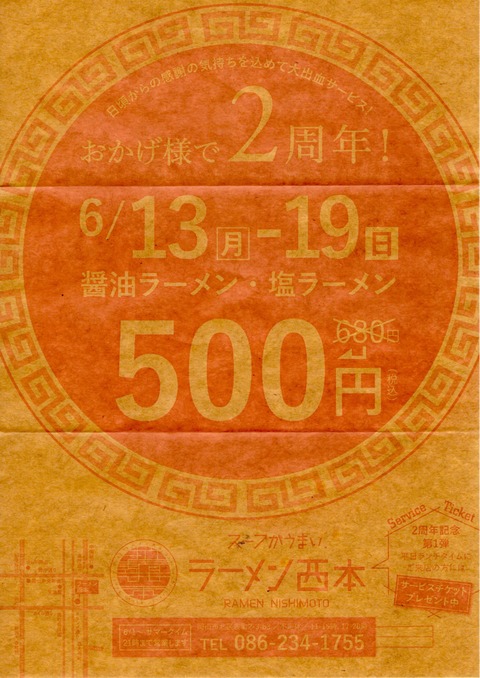 日頃からの感謝の気持ちを込めて大出血サービス!
おかげ様で2周年!
6/13月-19日
醤油ラーメン・塩ラーメン
680円
500円
(税込)
Service Ticket
2周年記念
第1弾
サービスチケット
プレゼント中
スープがうまい
ラーメン西本
RAMEN NISHIMOTO
TEL 086-234-1755